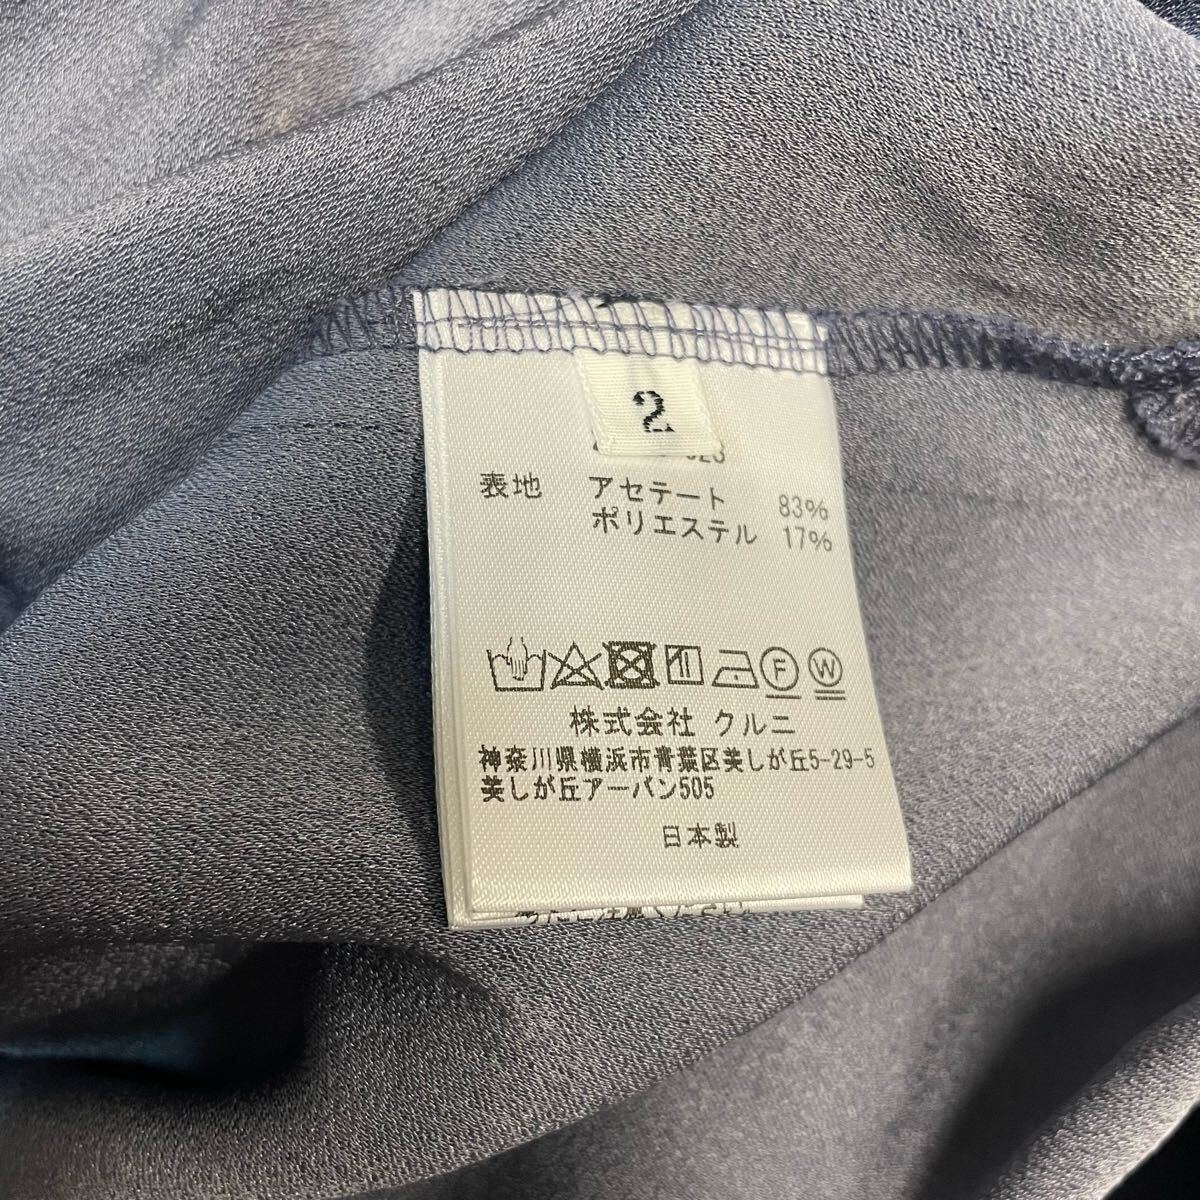 2
表地 アセテート 83%
ポリエステル 17%
F W
株式会社 クルニ
神奈川県横浜市青葉区美しが丘5-29-5
美しが丘アーバン505
日本製